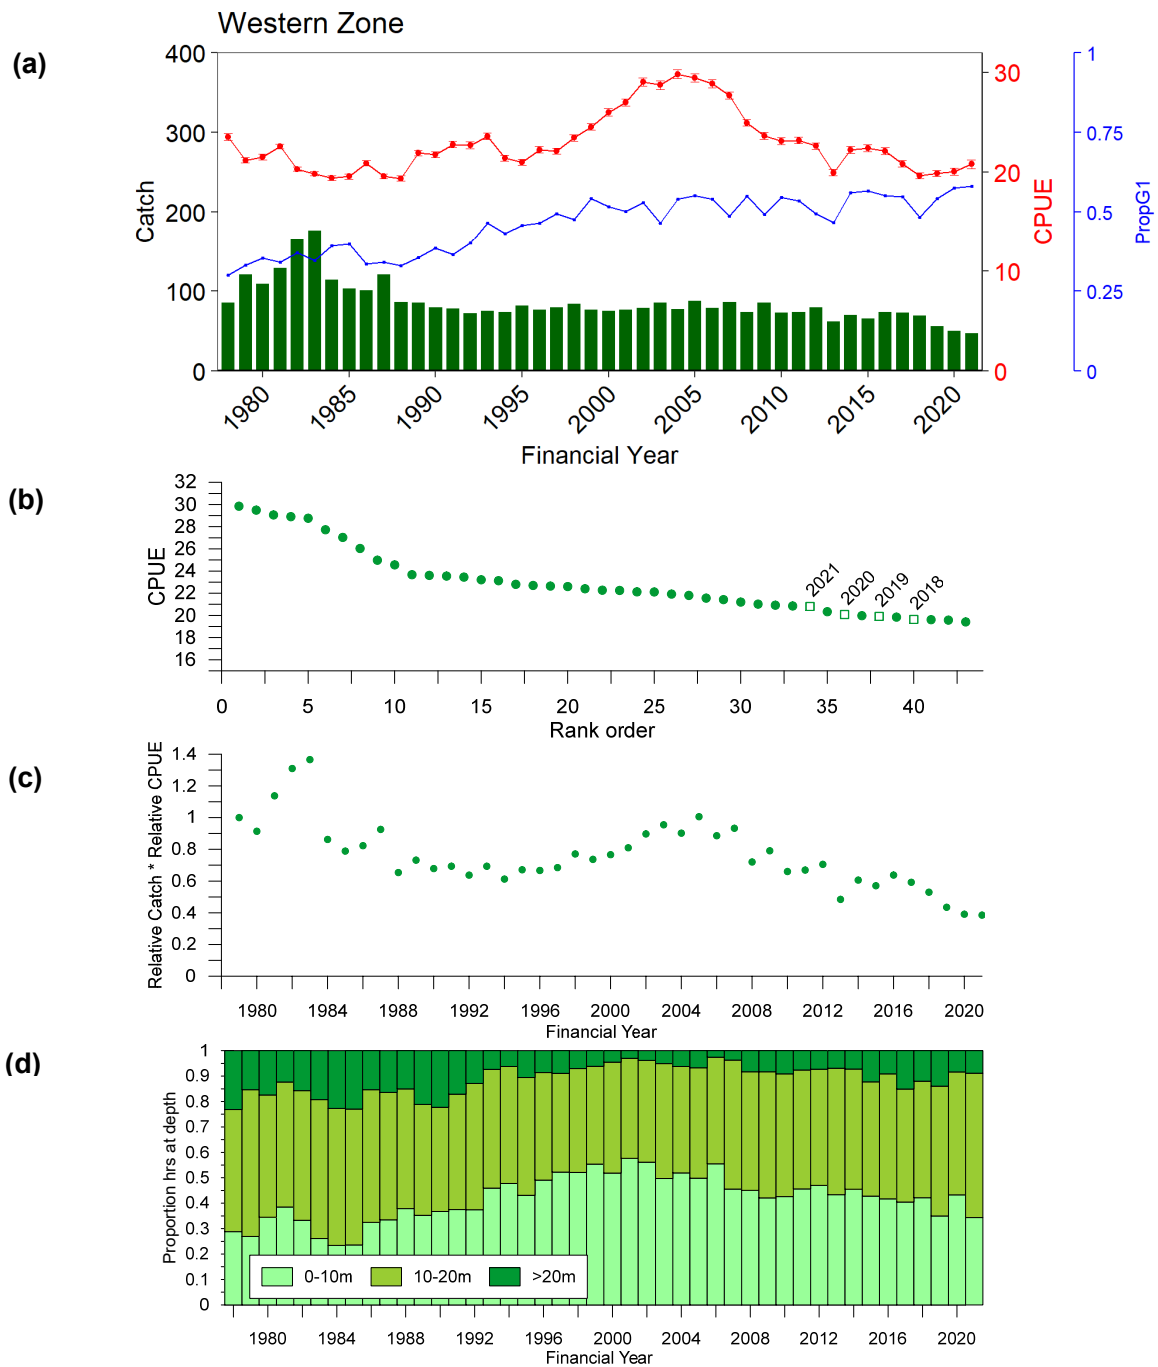 Western Zone
(a)
400
300
200
100
0
Catch
30
20
10
0
CPUE
1
0.75
0.5
0.25
0
PropG1
1980 1985 1990 1995 2000 2005 2010 2015 2020
Financial Year
(b)
32
30
28
26
24
22
20
18
16
CPUE
2021 2020 2019 2018
0 5 10 15 20 25 30 35 40
Rank order
(c)
1.4
1.2
1
0.8
0.6
0.4
0.2
0
Relative Catch * Relative CPUE
1980 1984 1988 1992 1996 2000 2004 2008 2012 2016 2020
Financial Year
(d)
1
0.9
0.8
0.7
0.6
0.5
0.4
0.3
0.2
0.1
0
Proportion hrs at depth
0-10m 10-20m >20m
1980 1984 1988 1992 1996 2000 2004 2008 2012 2016 2020
Financial Year